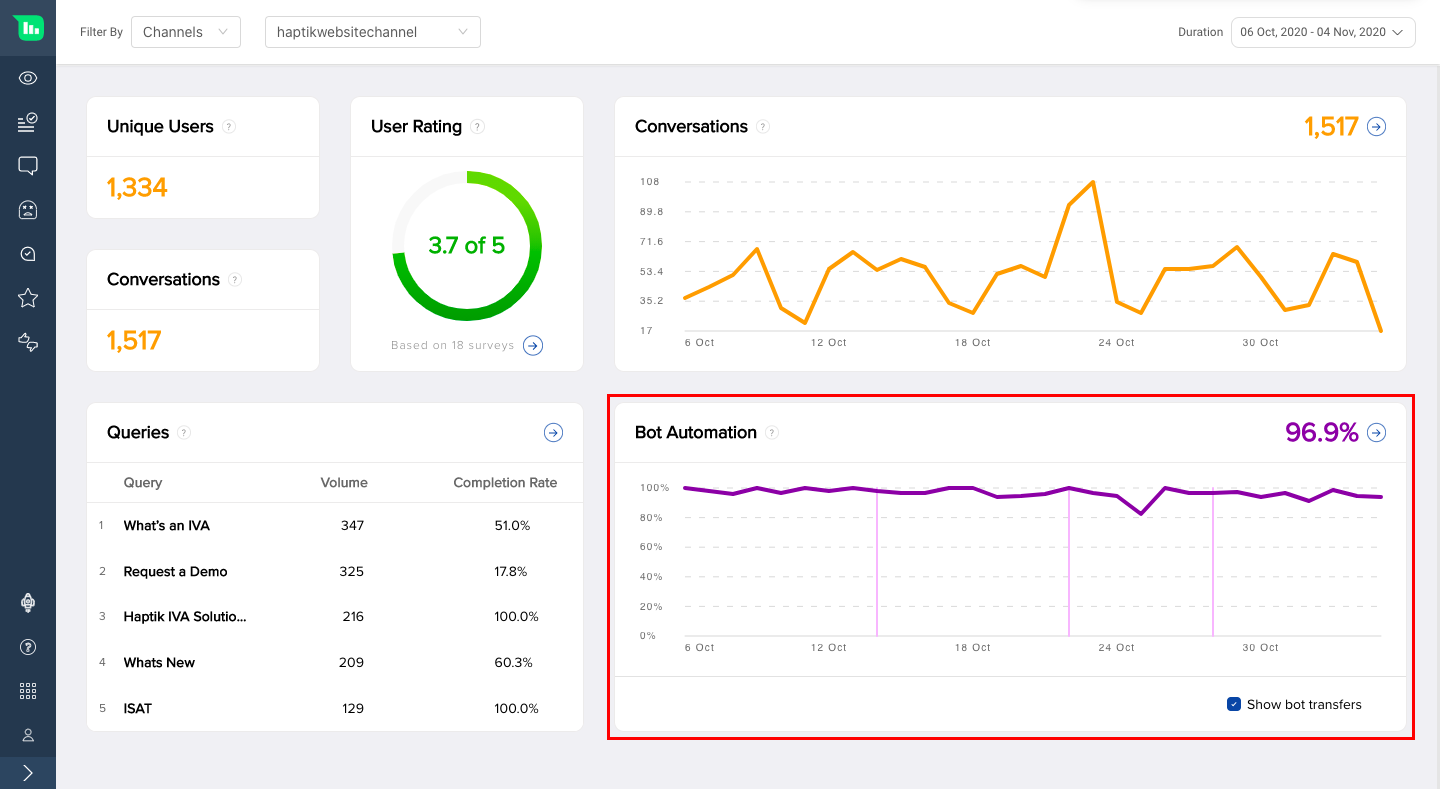 Filter By Channels haptikwebsitechannel Duration 06 Oct, 2020 - 04 Nov, 2020
Unique Users ?
1,334
Conversations ?
1,517
User Rating ?
3.7 of 5
Based on 18 surveys
Conversations ? 1,517
108
89.8
71.6
53.4
35.2
17
6 Oct 12 Oct 18 Oct 24 Oct 30 Oct
Queries ?
Query Volume Completion Rate
1 What's an IVA 347 51.0%
2 Request a Demo 325 17.8%
3 Haptik IVA Solutio... 216 100.0%
4 Whats New 209 60.3%
5 ISAT 129 100.0%
Bot Automation ? 96.9%
100%
80%
60%
40%
20%
0%
6 Oct 12 Oct 18 Oct 24 Oct 30 Oct
Show bot transfers
?